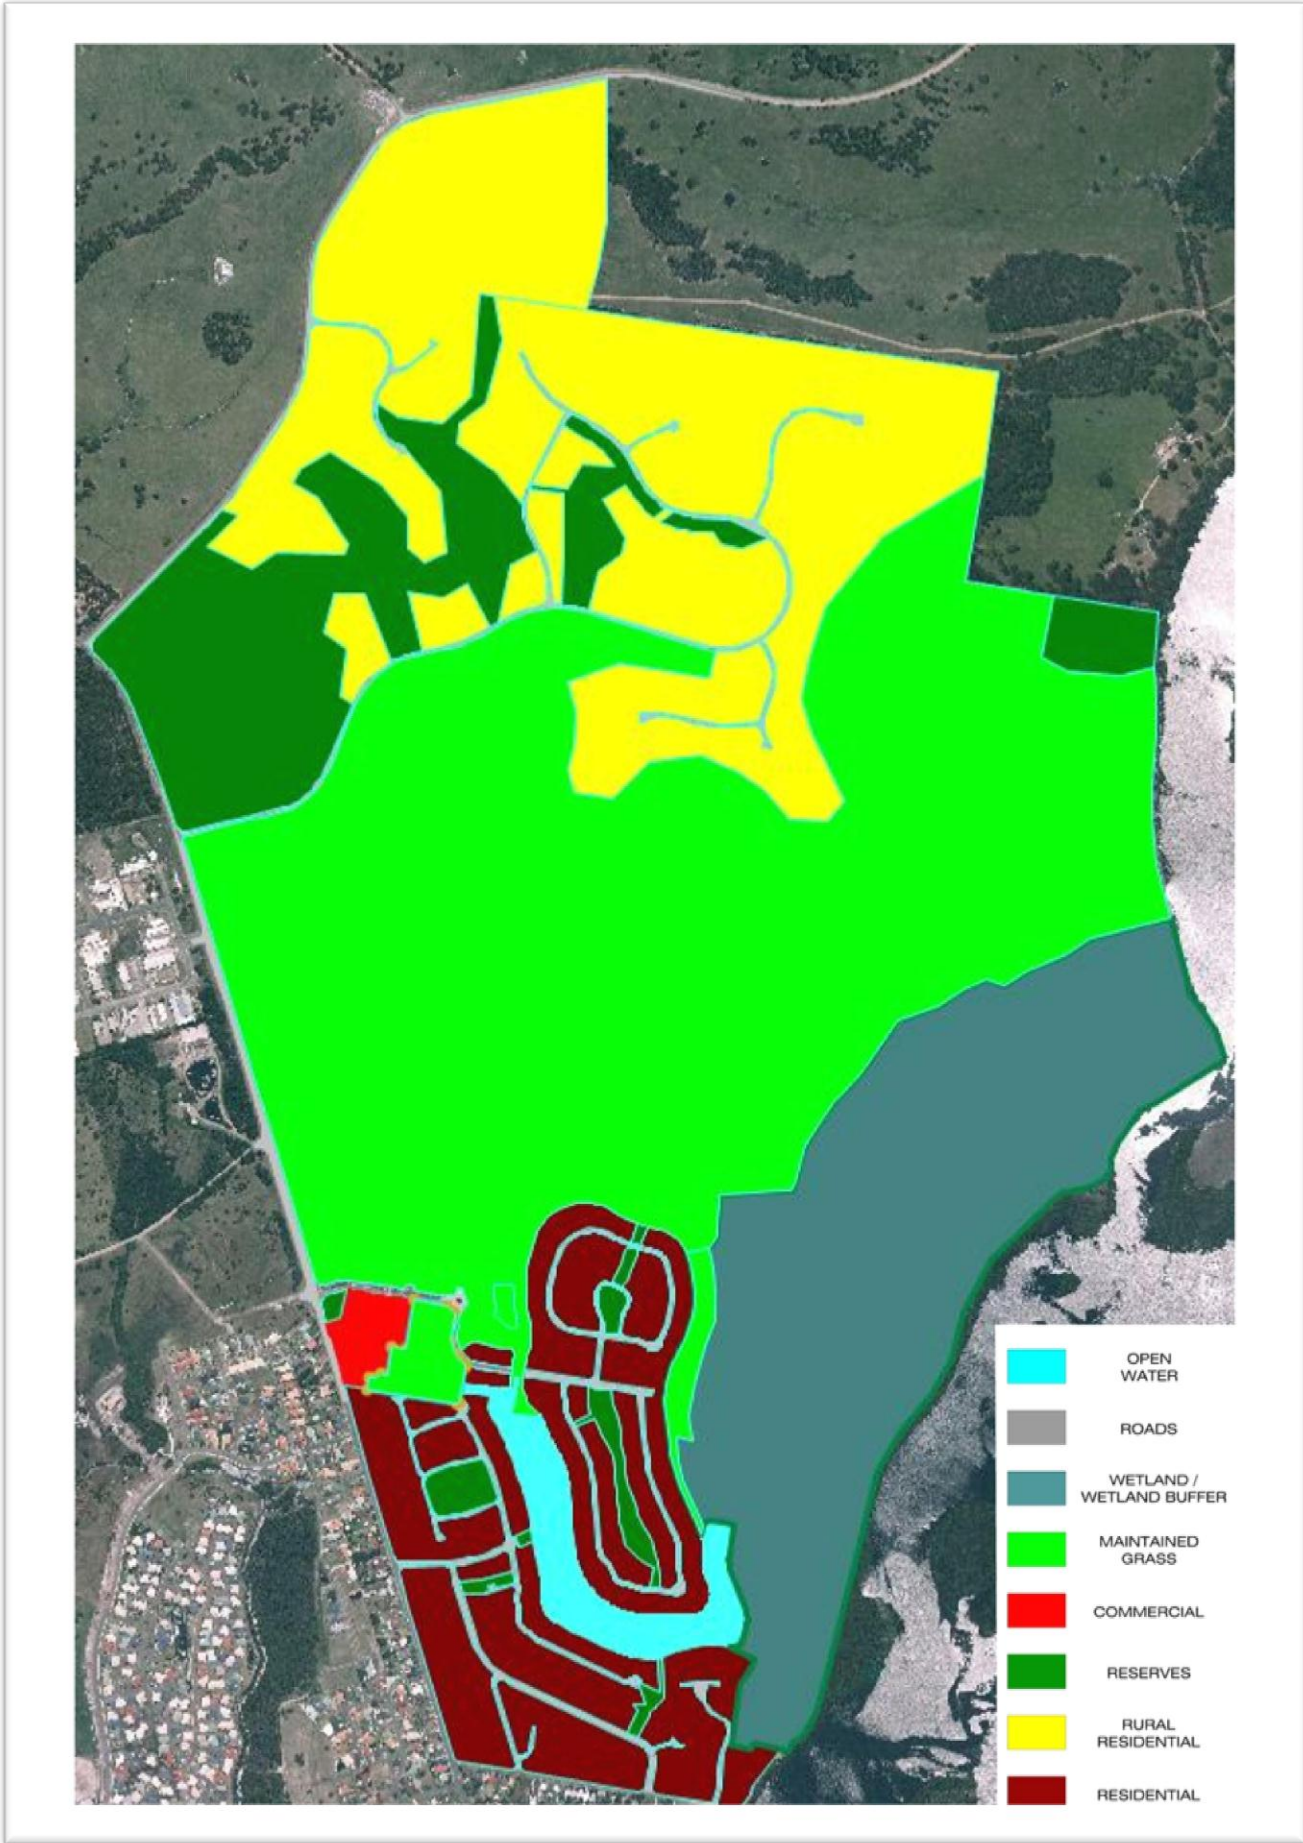 OPEN
WATER
ROADS
WETLAND /
WETLAND BUFFER
MAINTAINED
GRASS
COMMERCIAL
RESERVES
RURAL
RESIDENTIAL
RESIDENTIAL